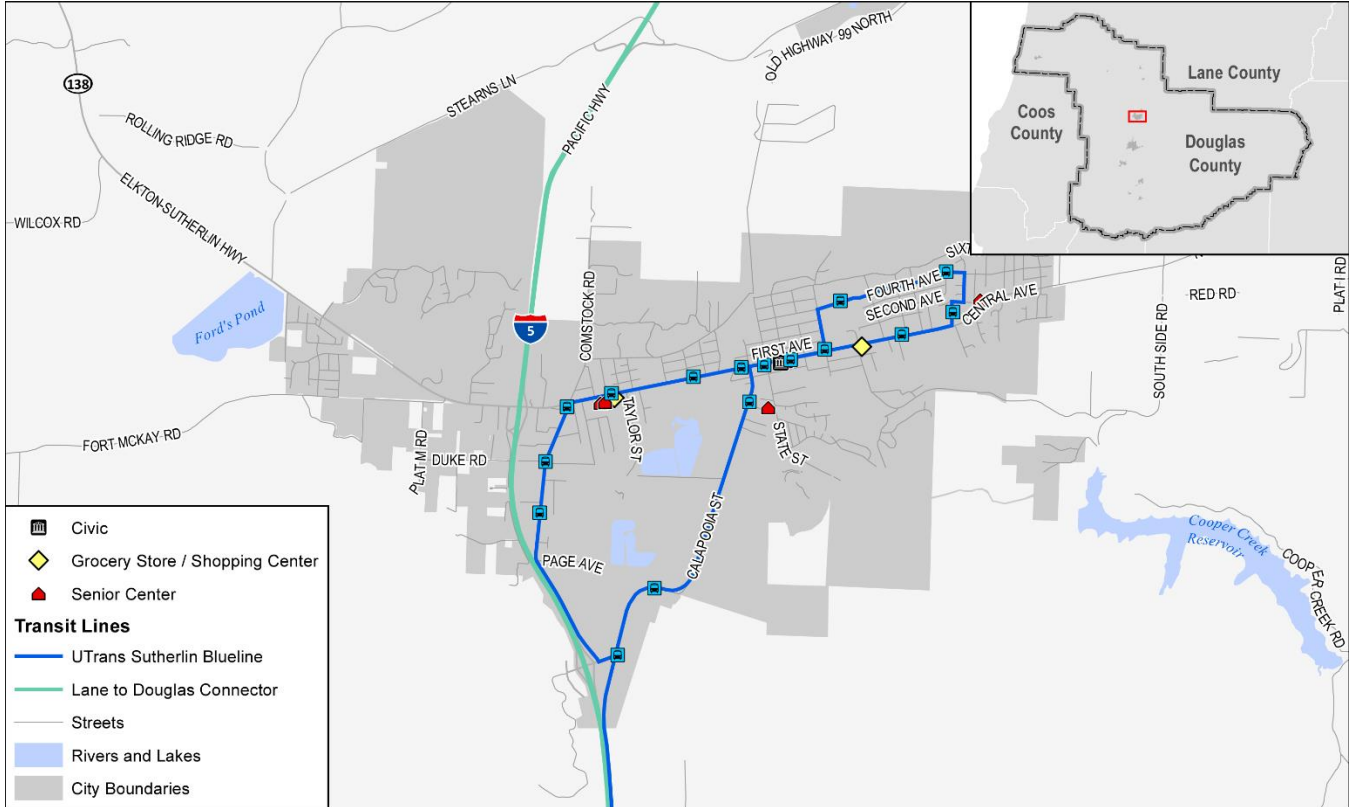 138
ROLLING RIDGE RD
STEARNS LN
PACIFIC HWY
OLD HIGHWAY 99 NORTH
WILCOX RD
ELKTON-SUTHERLIN HWY
Ford's Pond
5
COMSTOCK RD
FORT MCKAY RD
PLAT M RD
DUKE RD
TAYLOR ST
PAGE AVE
CALAPOOIA ST
STATE ST
FIRST AVE
FOURTH AVE
SECOND AVE
CENTRAL AVE
SIXT
SOUTH SIDE RD
RED RD
PLAT I RD
Cooper Creek
Reservoir
COOPER CREEK RD
Coos
County
Lane County
Douglas
County
Civic
Grocery Store / Shopping Center
Senior Center
Transit Lines
UTrans Sutherlin Blueline
Lane to Douglas Connector
Streets
Rivers and Lakes
City Boundaries